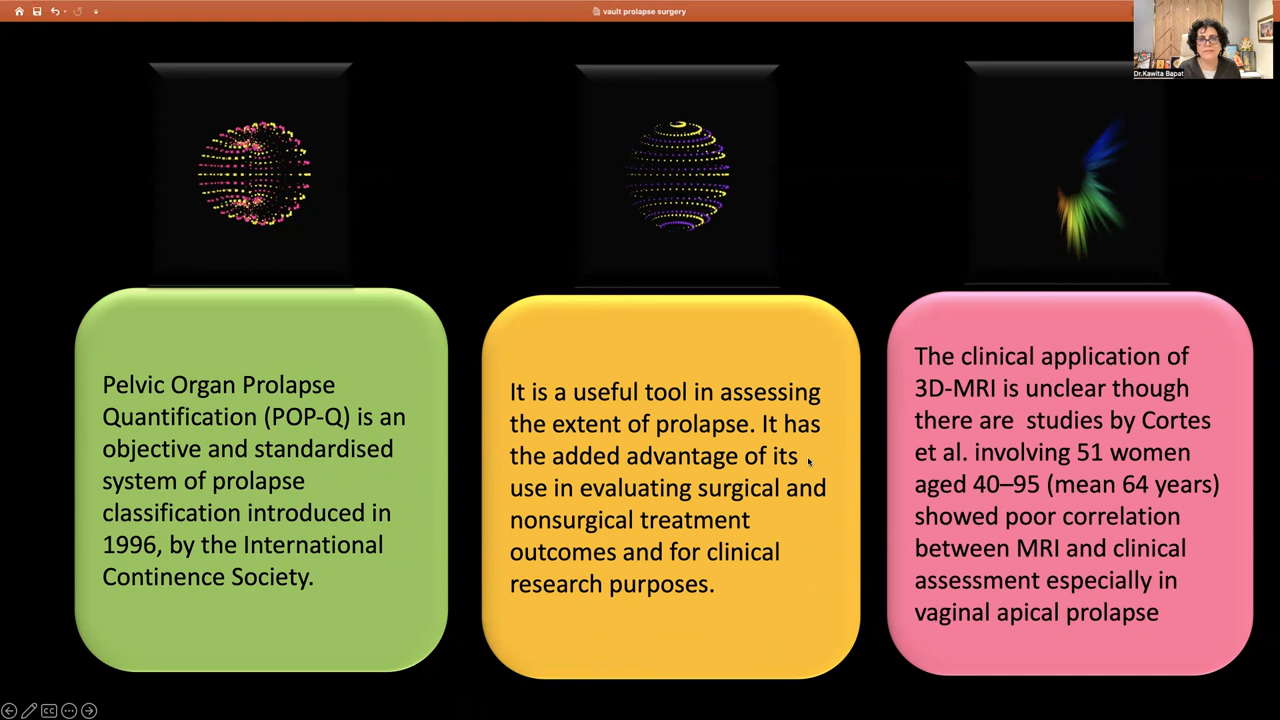 vault prolapse surgery
Dr.Kawita Bapat
Pelvic Organ Prolapse
Quantification (POP-Q) is an
objective and standardised
system of prolapse
classification introduced in
1996, by the International
Continence Society.
It is a useful tool in assessing
the extent of prolapse. It has
the added advantage of its
use in evaluating surgical and
nonsurgical treatment
outcomes and for clinical
research purposes.
The clinical application of
3D-MRI is unclear though
there are  studies by Cortes
et al. involving 51 women
aged 40–95 (mean 64 years)
showed poor correlation
between MRI and clinical
assessment especially in
vaginal apical prolapse
CC